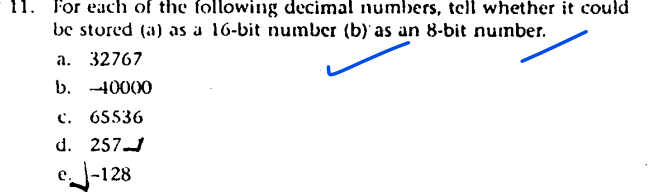 11. For each of the following decimal numbers, tell whether it could
be stored (a) as a 16-bit number (b) as an 8-bit number.
a. 32767
b. -40000
c. 65536
d. 257
e. -128